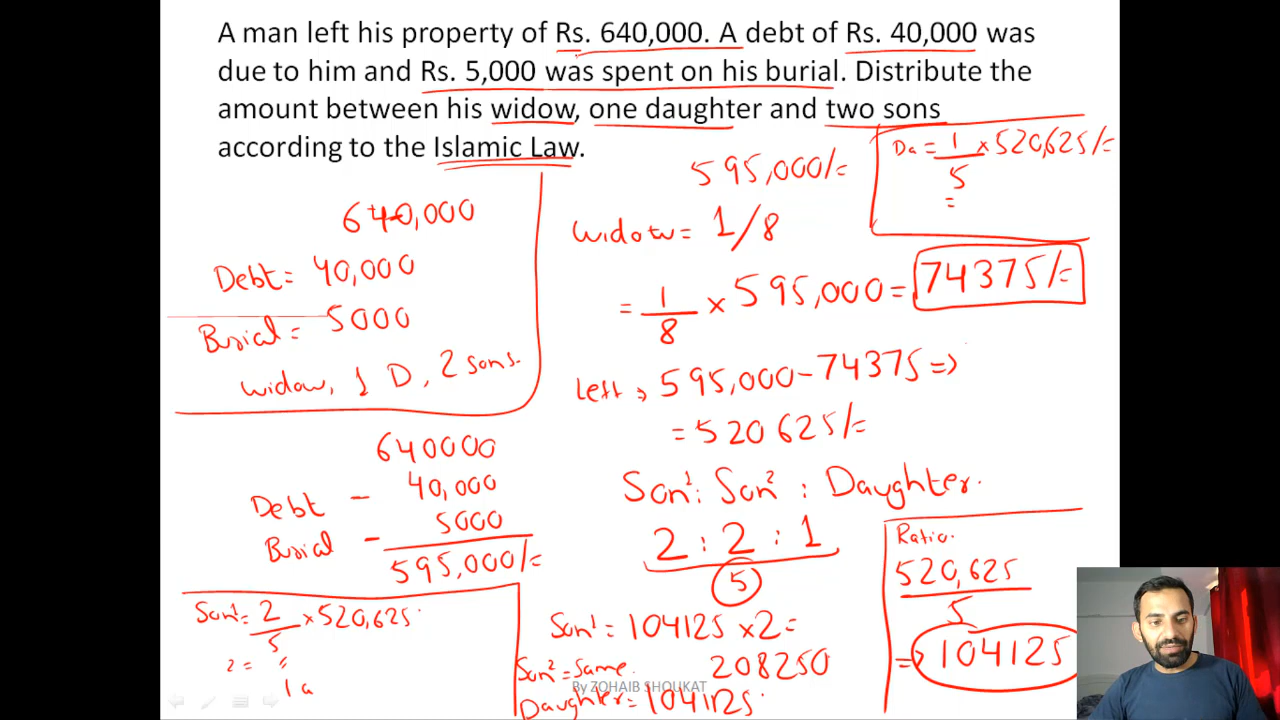 A man left his property of Rs. 640,000. A debt of Rs. 40,000 was
due to him and Rs. 5,000 was spent on his burial. Distribute the
amount between his widow, one daughter and two sons
according to the Islamic Law.
640,000
Debt = 40,000
Burial = 5000
widow, 1 D, 2 sons.
640000
Debt - 40,000
Burial - 5000
595,000/=
Son¹ = 2/5 × 520,625
2 = =
1 a
595,000/=
Widow = 1/8
= 1/8 × 595,000 = 74375/=
Left, 595,000 - 74375 =>
= 520625/=
Son¹ : Son² : Daughter.
2 : 2 : 1
5
Son¹ = 104125 × 2 =
208250
Son² = Same.
Daughter = 104125
By ZOHAIB SHOUKAT
Da = 1/5 × 520,625/=
=
Ratio.
520,625
5
=> 104125